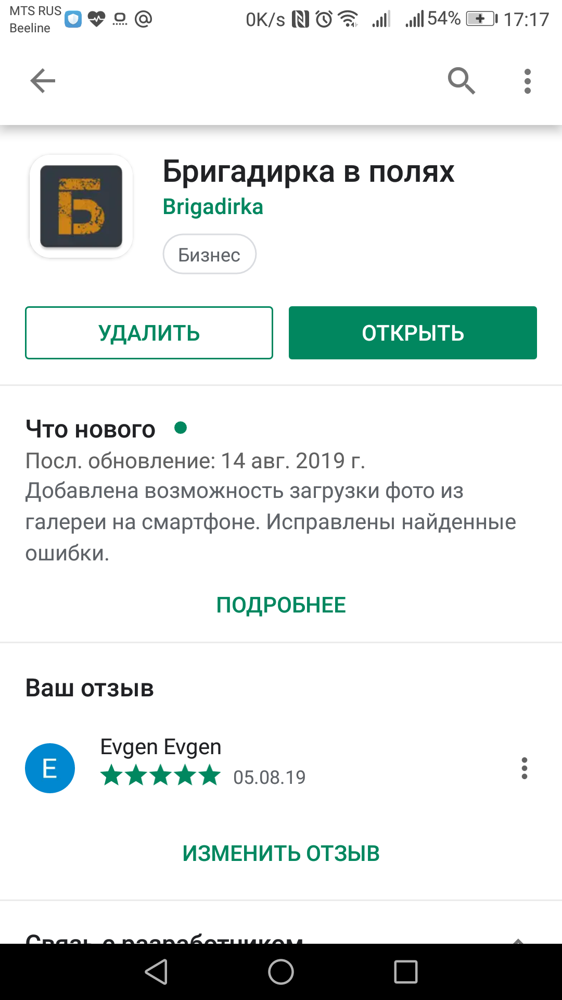 MTS RUS
Beeline
0K/s 54% 17:17
Бригадирка в полях
Brigadirka
Бизнес
УДАЛИТЬ ОТКРЫТЬ
Что нового
Посл. обновление: 14 авг. 2019 г.
Добавлена возможность загрузки фото из
галереи на смартфоне. Исправлены найденные
ошибки.
ПОДРОБНЕЕ
Ваш отзыв
E Evgen Evgen
05.08.19
ИЗМЕНИТЬ ОТЗЫВ
Связь с разработчиком